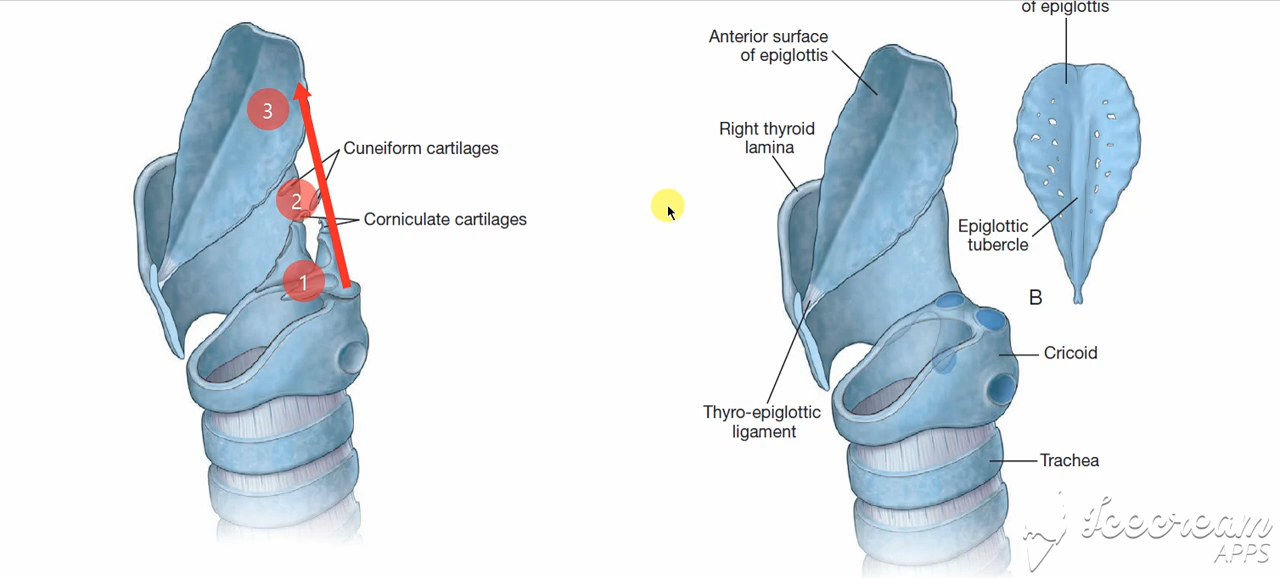 3
Cuneiform cartilages
2
Corniculate cartilages
1
of epiglottis
Anterior surface
of epiglottis
Right thyroid
lamina
Epiglottic
tubercle
B
Cricoid
Thyro-epiglottic
ligament
Trachea
Icecream
APPS